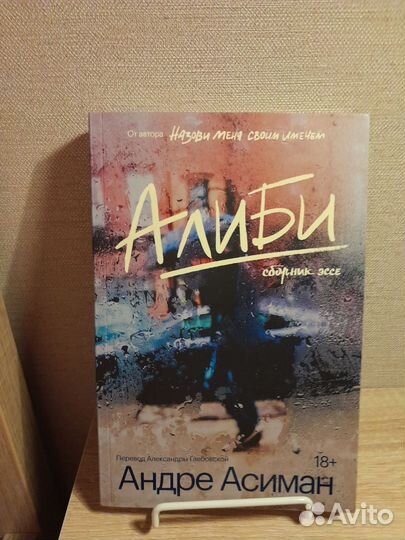 От автора Назови меня своим именем
Алиби
сборник эссе
Перевод Александры Глебовской
18+
Андре Асиман
Avito